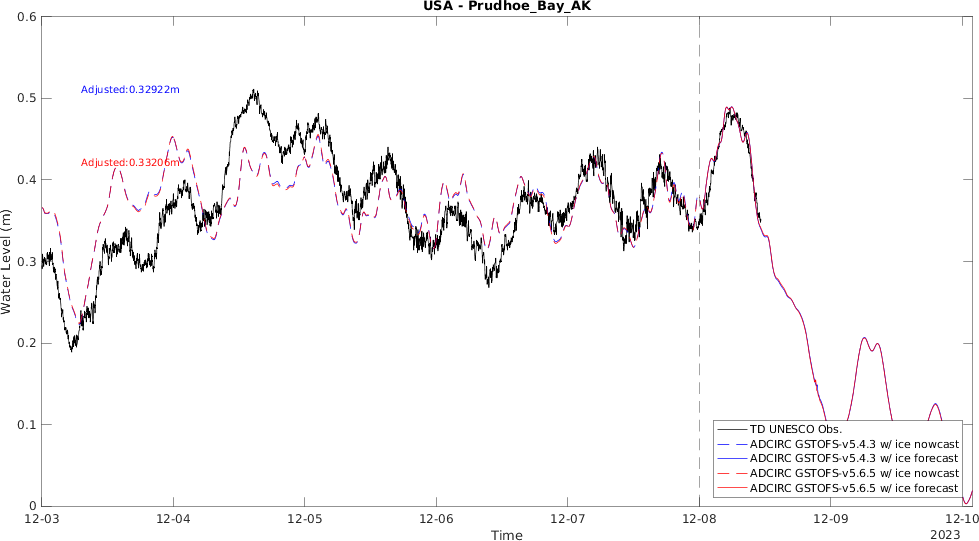 USA - Prudhoe_Bay_AK
0.6
0.5
0.4
0.3
0.2
0.1
0
Water Level (m)
Adjusted:0.32922m
Adjusted:0.33206m
TD UNESCO Obs.
ADCIRC GSTOFS-v5.4.3 w/ ice nowcast
ADCIRC GSTOFS-v5.4.3 w/ ice forecast
ADCIRC GSTOFS-v5.6.5 w/ ice nowcast
ADCIRC GSTOFS-v5.6.5 w/ ice forecast
12-03 12-04 12-05 12-06 12-07 12-08 12-09 12-10
Time
2023